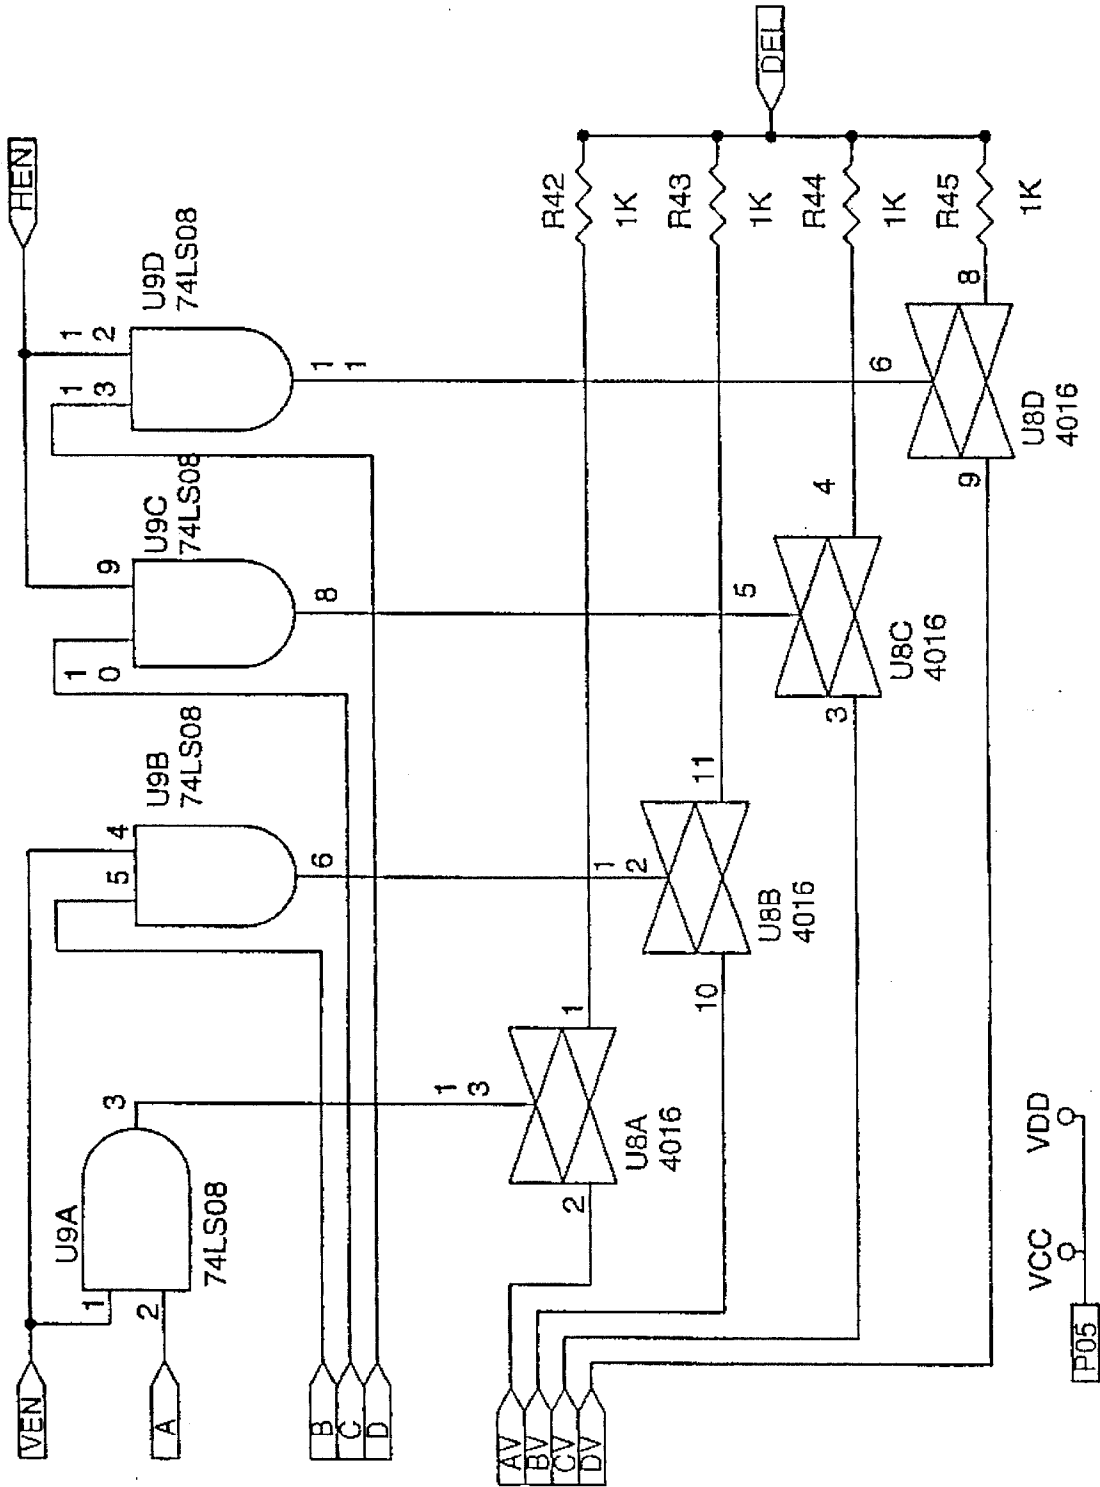 HEN
DEL
U9D
74LS08
1
2
1
3
1
1
U9C
74LS08
9
1
0
8
U9B
74LS08
4
5
6
U9A
74LS08
1
2
3
VEN
A
B
C
D
AV
BV
CV
DV
R42
1K
R43
1K
R44
1K
R45
1K
1
3
1
2
U8A
4016
1
2
11
10
U8B
4016
5
4
3
U8C
4016
6
8
9
U8D
4016
VCC
VDD
P05